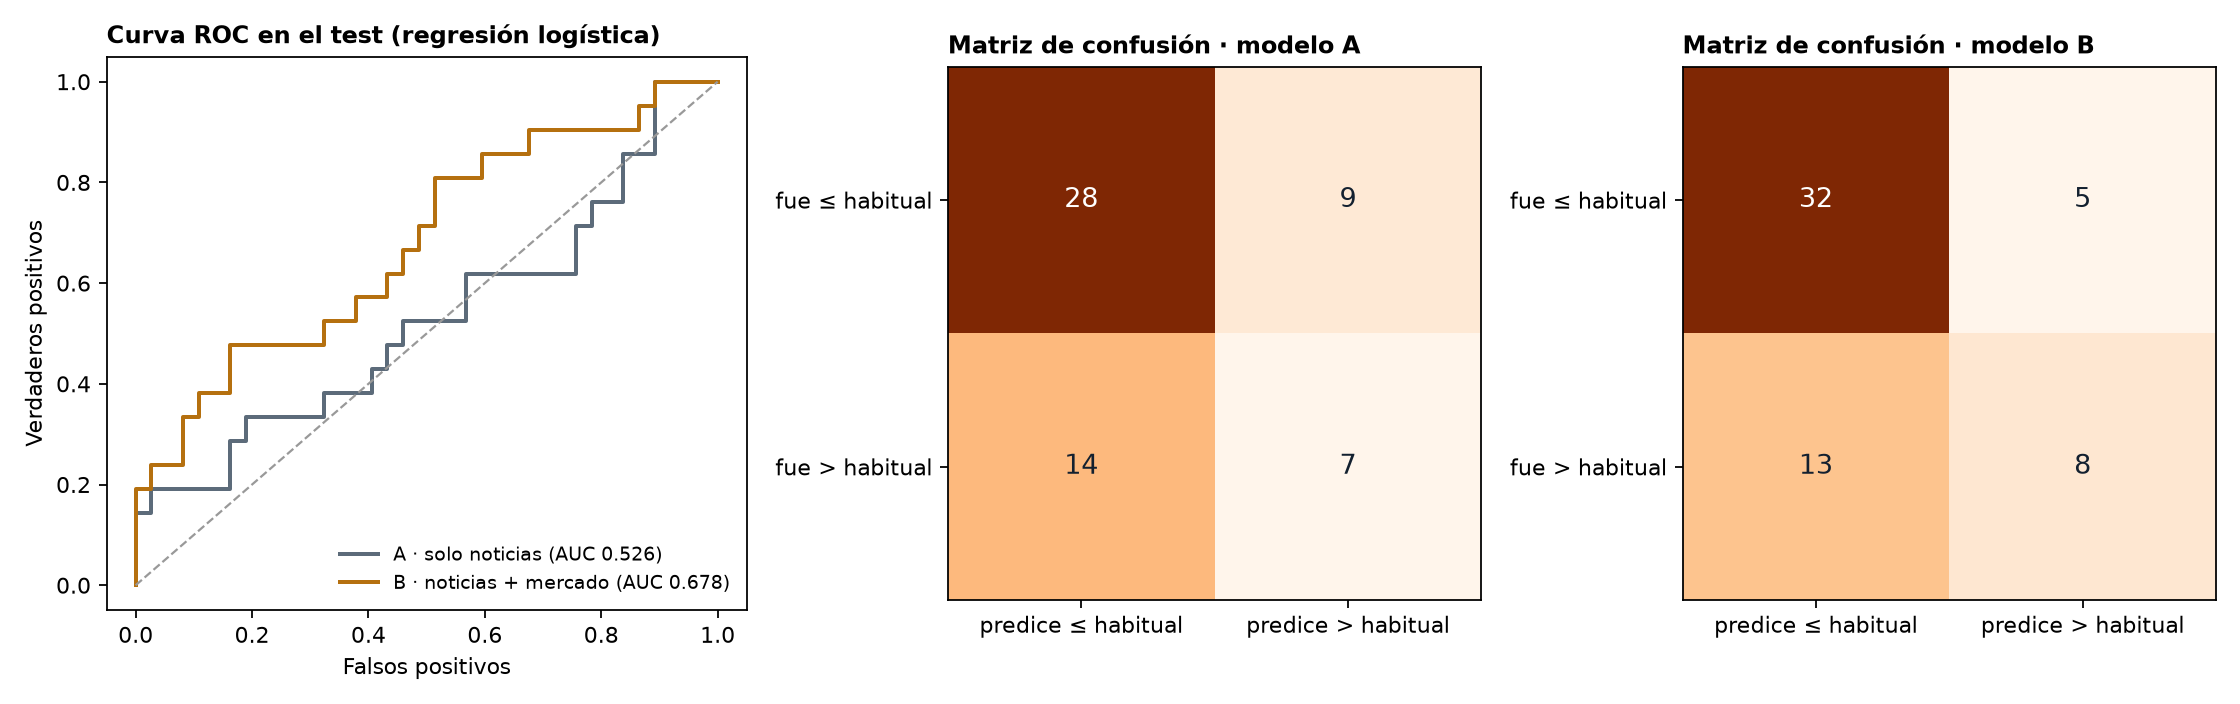 Curva ROC en el test (regresión logística)
1.0
0.8
0.6
0.4
0.2
0.0
Verdaderos positivos
A · solo noticias (AUC 0.526)
B · noticias + mercado (AUC 0.678)
0.0 0.2 0.4 0.6 0.8 1.0
Falsos positivos
Matriz de confusión · modelo A
fue ≤ habitual
28 9
fue > habitual
14 7
predice ≤ habitual predice > habitual
Matriz de confusión · modelo B
fue ≤ habitual
32 5
fue > habitual
13 8
predice ≤ habitual predice > habitual